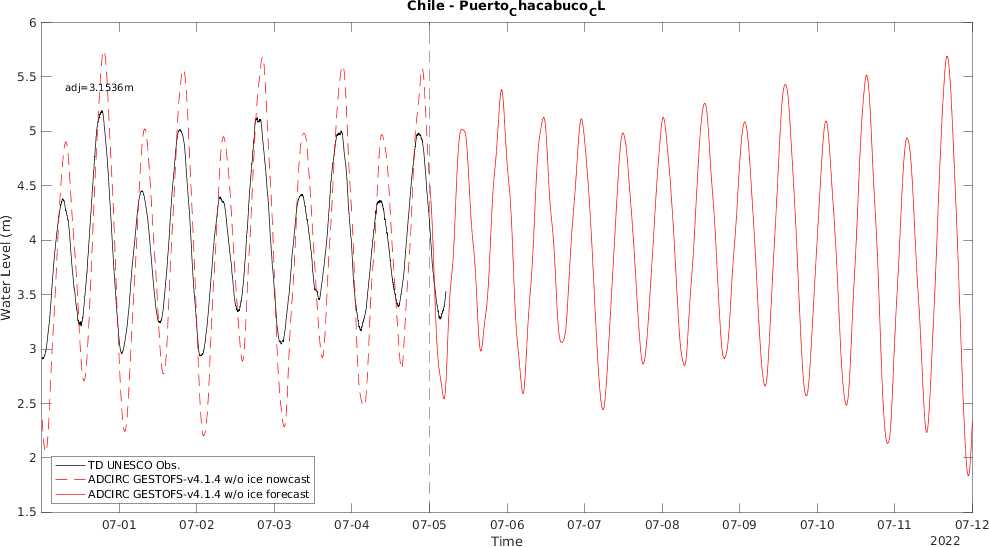 Chile - PuertoChacabucoCL
6
5.5
adj=3.1536m
5
4.5
4
3.5
3
2.5
2
1.5
Water Level (m)
TD UNESCO Obs.
ADCIRC GESTOFS-v4.1.4 w/o ice nowcast
ADCIRC GESTOFS-v4.1.4 w/o ice forecast
07-01 07-02 07-03 07-04 07-05 07-06 07-07 07-08 07-09 07-10 07-11 07-12
Time
2022